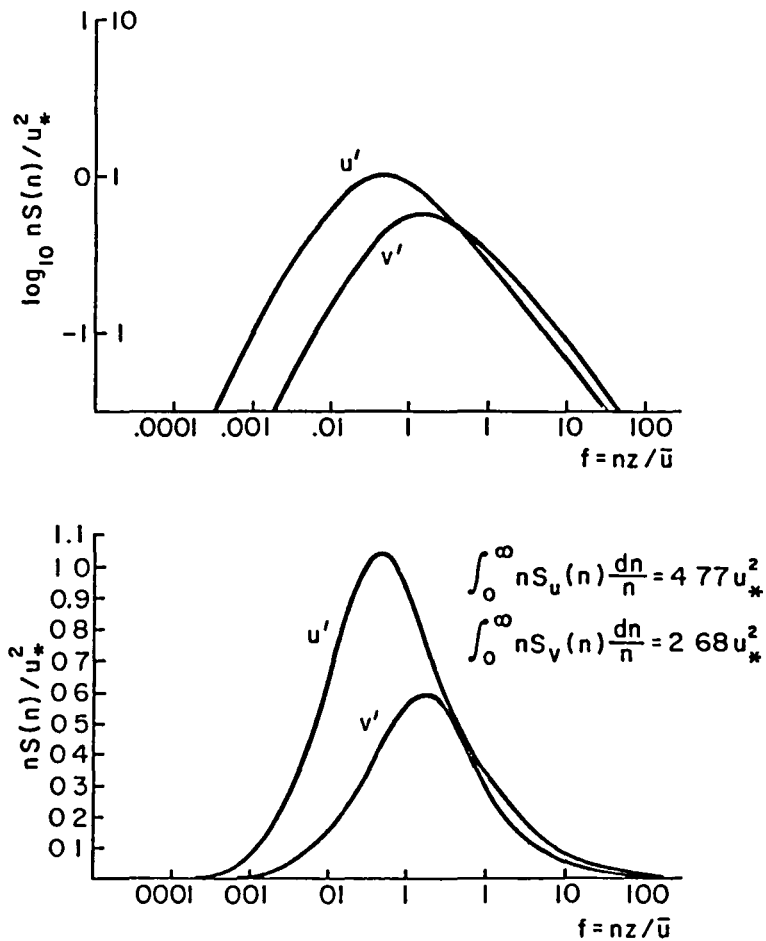 1 10
0 1
-1 1
log10 nS(n)/u*²
u'
v'
.0001 .001 .01 1 1 10 100
f = nz/ū
1.1
1 0
0.9
0.8
0 7
0 6
0 5
0 4
0 3
0 2
0 1
nS(n)/u*²
u'
v'
∫0^∞ nSu(n) dn/n = 4 77 u*²
∫0^∞ nSv(n) dn/n = 2 68 u*²
0001 001 01 1 1 10 100
f = nz/ū